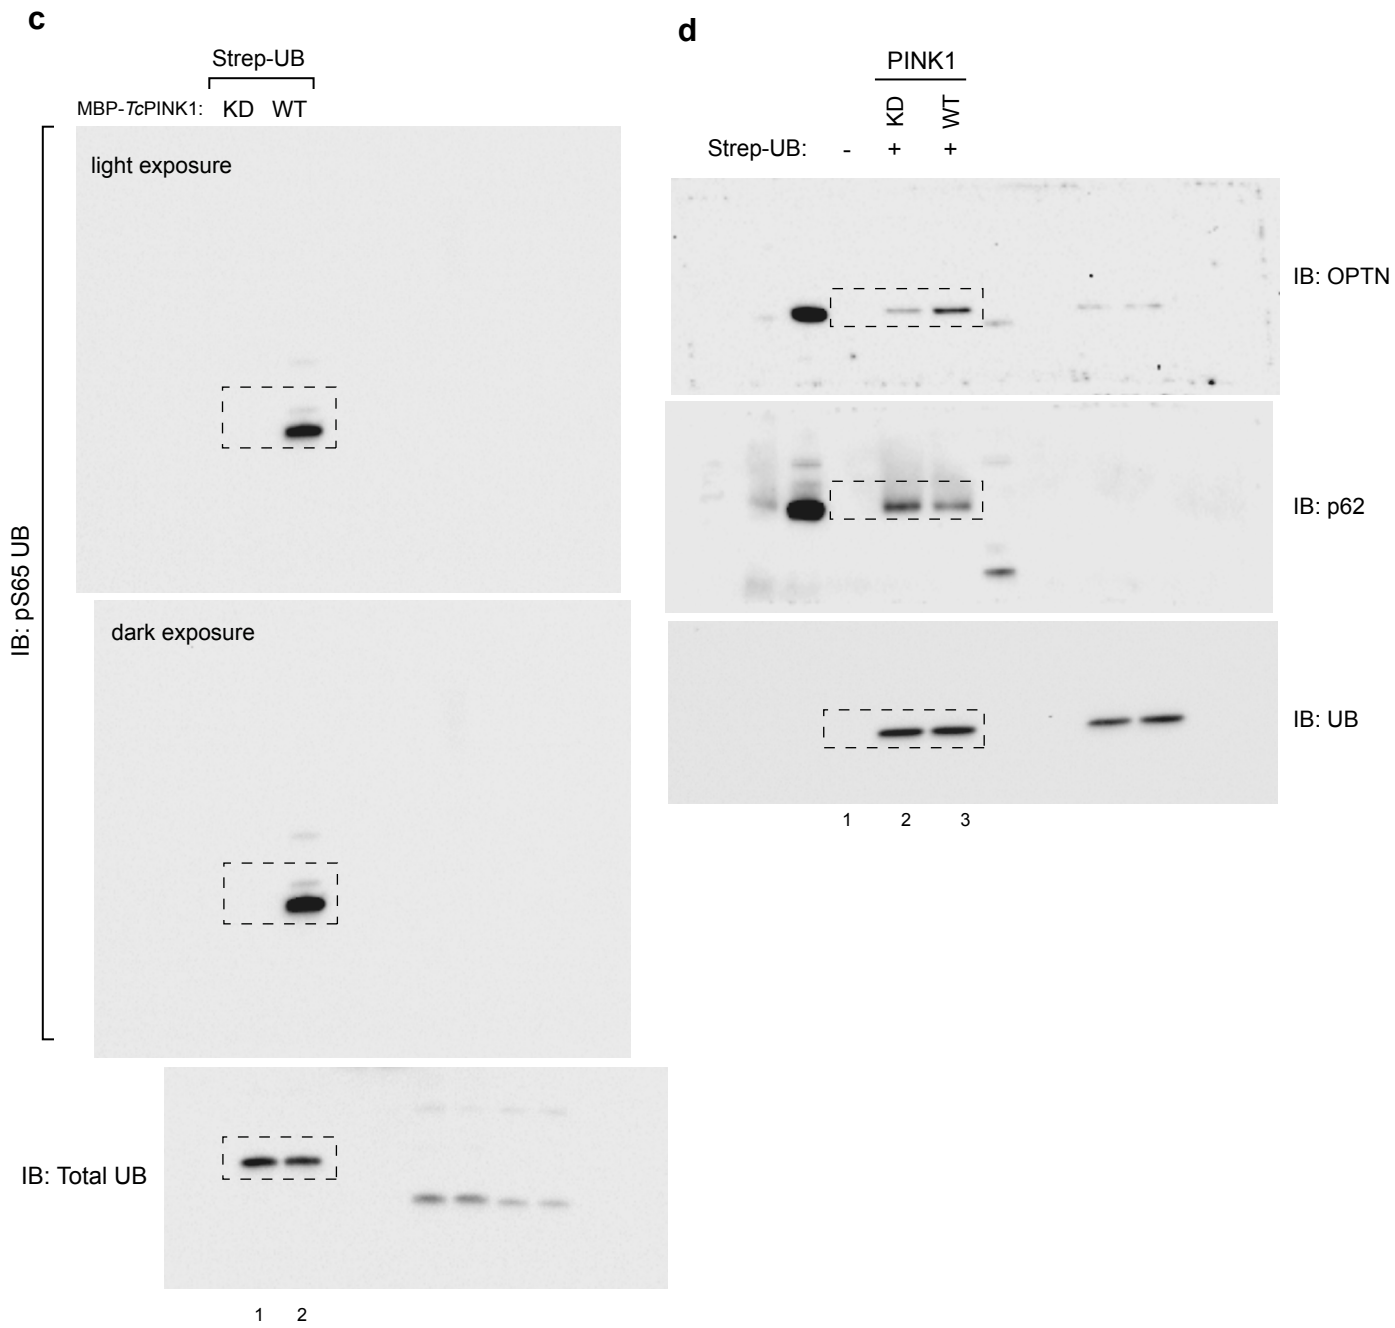 c
Strep-UB
MBP-TcPINK1: KD WT
IB: pS65 UB
light exposure
dark exposure
IB: Total UB
1 2
d
PINK1
KD WT
Strep-UB: - + +
IB: OPTN
IB: p62
IB: UB
1 2 3